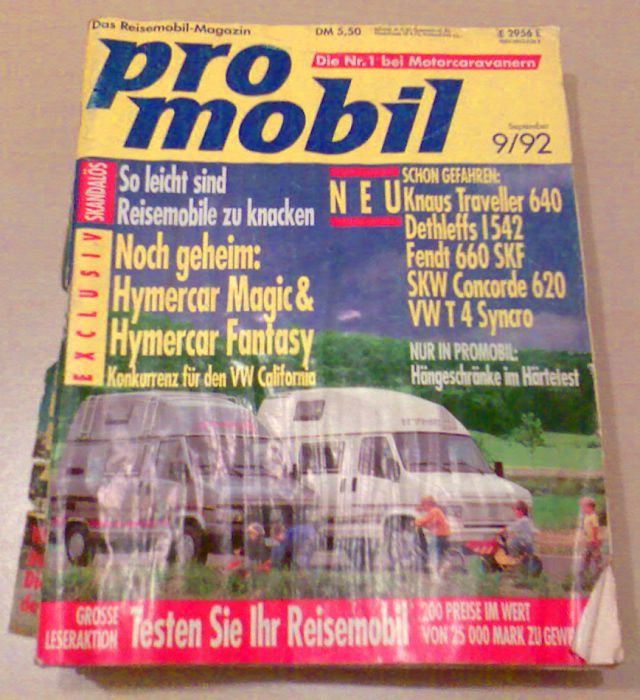 Das Reisemobil-Magazin
DM 5,50
E 2956 E
pro
mobil
Die Nr.1 bei Motorcaravanern
September
9/92
SKANDALÖS
So leicht sind
Reisemobile zu knacken
EXCLUSIV
Noch geheim:
Hymercar Magic &
Hymercar Fantasy
Konkurrenz für den VW California
NEU
SCHON GEFAHREN:
Knaus Traveller 640
Dethleffs I 542
Fendt 660 SKF
SKW Concorde 620
VW T 4 Syncro
NUR IN PROMOBIL:
Hängeschränke im Härtetest
GROSSE
LESERAKTION
Testen Sie Ihr Reisemobil
200 PREISE IM WERT
VON 25 000 MARK ZU GEW